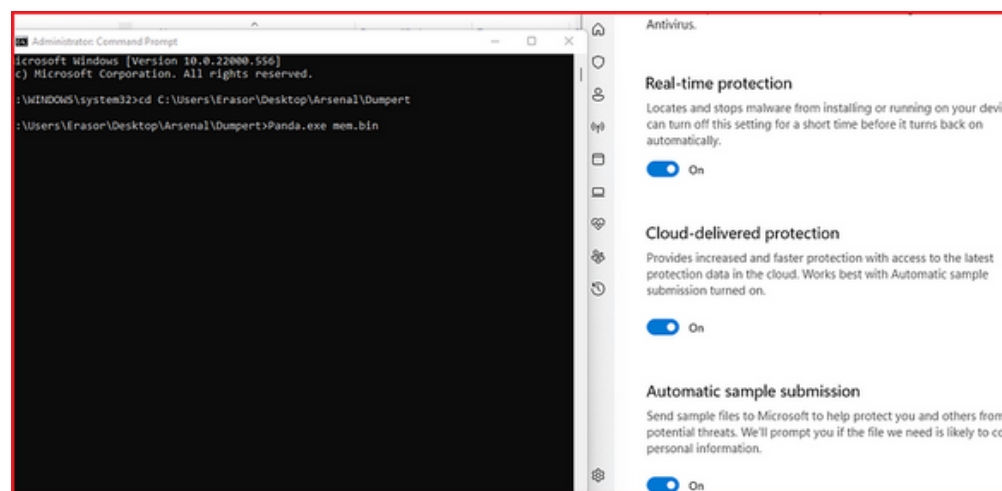 Administrator: Command Prompt
icrosoft Windows [Version 10.0.22000.556]
c) Microsoft Corporation. All rights reserved.
:\WINDOWS\system32>cd C:\Users\Erasor\Desktop\Arsenal\Dumpert
:\Users\Erasor\Desktop\Arsenal\Dumpert>Panda.exe mem.bin
Antivirus.
Real-time protection
Locates and stops malware from installing or running on your devi
can turn off this setting for a short time before it turns back on
automatically.
On
Cloud-delivered protection
Provides increased and faster protection with access to the latest
protection data in the cloud. Works best with Automatic sample
submission turned on.
On
Automatic sample submission
Send sample files to Microsoft to help protect you and others from
potential threats. We'll prompt you if the file we need is likely to co
personal information.
On